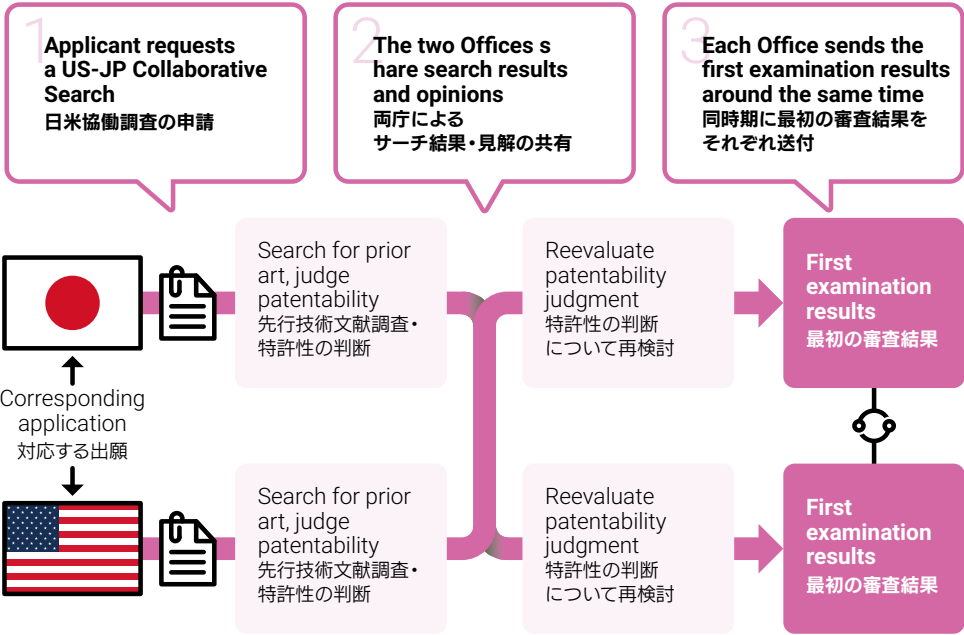 1
Applicant requests
a US-JP Collaborative
Search
日米協働調査の申請
2
The two Offices s
hare search results
and opinions
両庁による
サーチ結果・見解の共有
3
Each Office sends the
first examination results
around the same time
同時期に最初の審査結果を
それぞれ送付
Search for prior
art, judge
patentability
先行技術文献調査・
特許性の判断
Reevaluate
patentability
judgment
特許性の判断
について再検討
First
examination
results
最初の審査結果
Corresponding
application
対応する出願
Search for prior
art, judge
patentability
先行技術文献調査・
特許性の判断
Reevaluate
patentability
judgment
特許性の判断
について再検討
First
examination
results
最初の審査結果